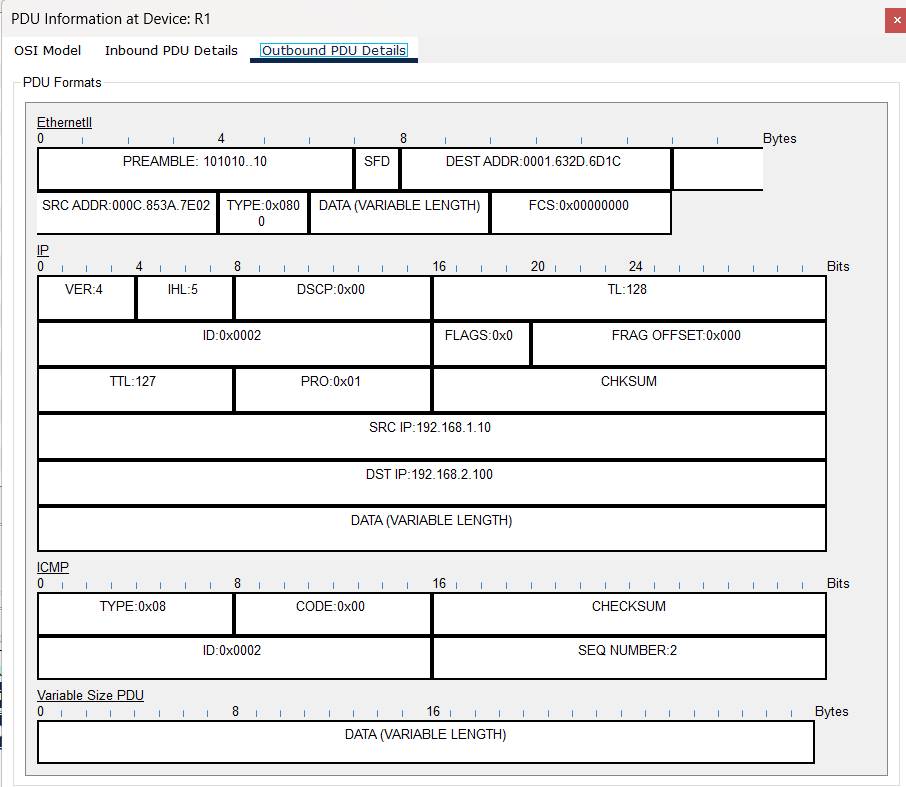 PDU Information at Device: R1
×
OSI Model Inbound PDU Details Outbound PDU Details
PDU Formats
EthernetII
0 4 8 Bytes
PREAMBLE: 101010..10 SFD DEST ADDR:0001.632D.6D1C
SRC ADDR:000C.853A.7E02 TYPE:0x080 DATA (VARIABLE LENGTH) FCS:0x00000000
0
IP
0 4 8 16 20 24 Bits
VER:4 IHL:5 DSCP:0x00 TL:128
ID:0x0002 FLAGS:0x0 FRAG OFFSET:0x000
TTL:127 PRO:0x01 CHKSUM
SRC IP:192.168.1.10
DST IP:192.168.2.100
DATA (VARIABLE LENGTH)
ICMP
0 8 16 Bits
TYPE:0x08 CODE:0x00 CHECKSUM
ID:0x0002 SEQ NUMBER:2
Variable Size PDU
0 8 16 Bytes
DATA (VARIABLE LENGTH)